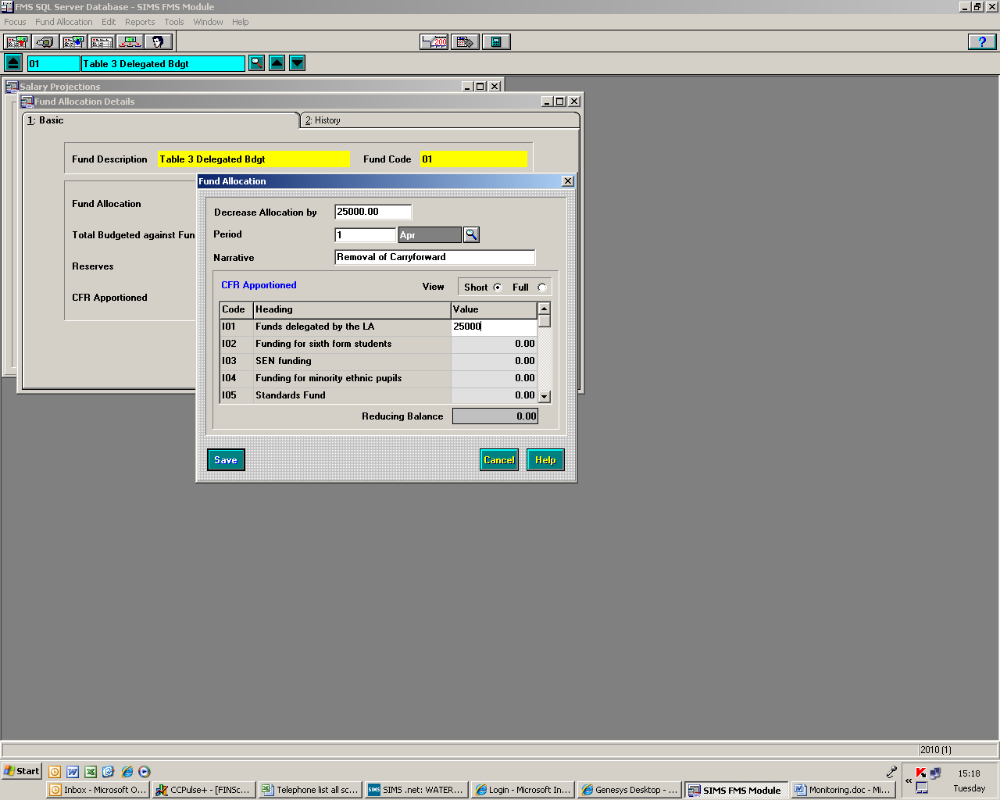 FMS SQL Server Database - SIMS FMS Module
Focus Fund Allocation Edit Reports Tools Window Help
200 ?
01 Table 3 Delegated Bdgt
Salary Projections
Fund Allocation Details
1: Basic 2: History
Fund Description Table 3 Delegated Bdgt Fund Code 01
Fund Allocation
Total Budgeted against Fun
Reserves
CFR Apportioned
Fund Allocation
Decrease Allocation by 25000.00
Period 1 Apr
Narrative Removal of Carryforward
CFR Apportioned View Short Full
Code Heading Value
I01 Funds delegated by the LA 25000
I02 Funding for sixth form students 0.00
I03 SEN funding 0.00
I04 Funding for minority ethnic pupils 0.00
I05 Standards Fund 0.00
Reducing Balance 0.00
Save Cancel Help
2010 (1)
Start « 15:18
Tuesday
Inbox - Microsoft O... CCPulse+ - [FINSc... Telephone list all sc... SIMS SIMS .net: WATER... Login - Microsoft In... Genesys Desktop - ... SIMS FMS Module Monitoring.doc - Mi...